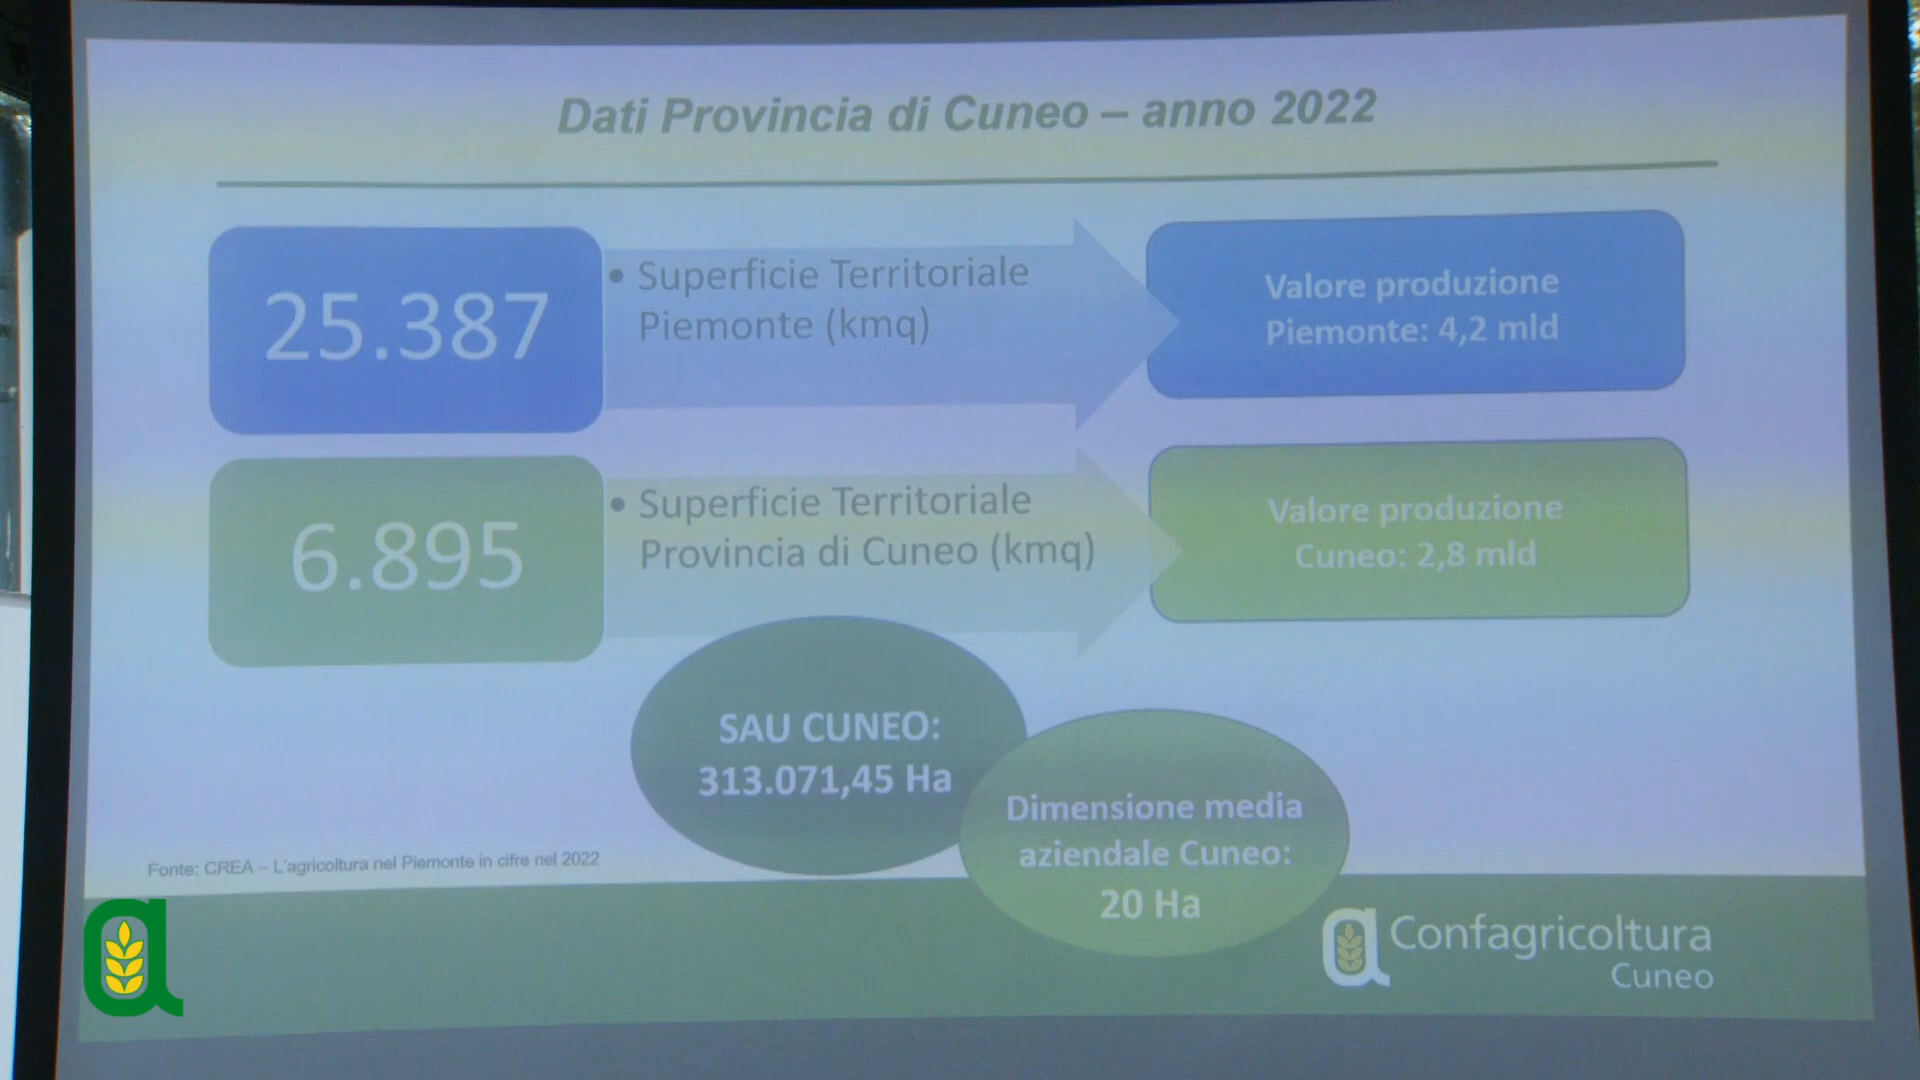 Dati Provincia di Cuneo – anno 2022
25.387
• Superficie Territoriale
Piemonte (kmq)
Valore produzione
Piemonte: 4,2 mld
6.895
• Superficie Territoriale
Provincia di Cuneo (kmq)
Valore produzione
Cuneo: 2,8 mld
SAU CUNEO:
313.071,45 Ha
Dimensione media
aziendale Cuneo:
20 Ha
Fonte: CREA – L'agricoltura nel Piemonte in cifre nel 2022
a
a Confagricoltura
Cuneo